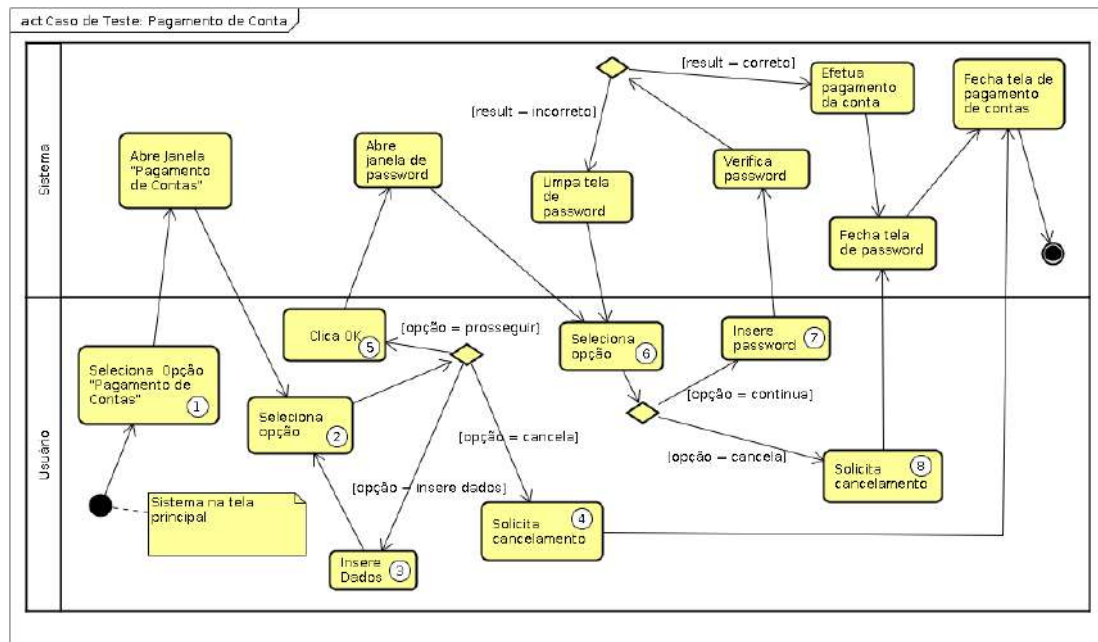 act Caso de Teste: Pagamento de Conta
Sistema
[result = correto]
Efetua
pagamento
da conta
Fecha tela de
pagamento
de contas
[result = incorreto]
Abre Janela
"Pagamento
de Contas"
Abre
janela de
password
Limpa tela
de
password
Verifica
password
Fecha tela
de password
Usuário
Clica OK
5
[opção = prosseguir]
Seleciona
opção
6
Insere
password
7
Seleciona Opção
"Pagamento de
Contas"
1
Seleciona
opção
2
[opção = continua]
[opção = cancela]
[opção = cancela]
Solicita
cancelamento
8
[opção = insere dados]
Sistema na tela
principal
Solicita
cancelamento
4
Insere
Dados
3